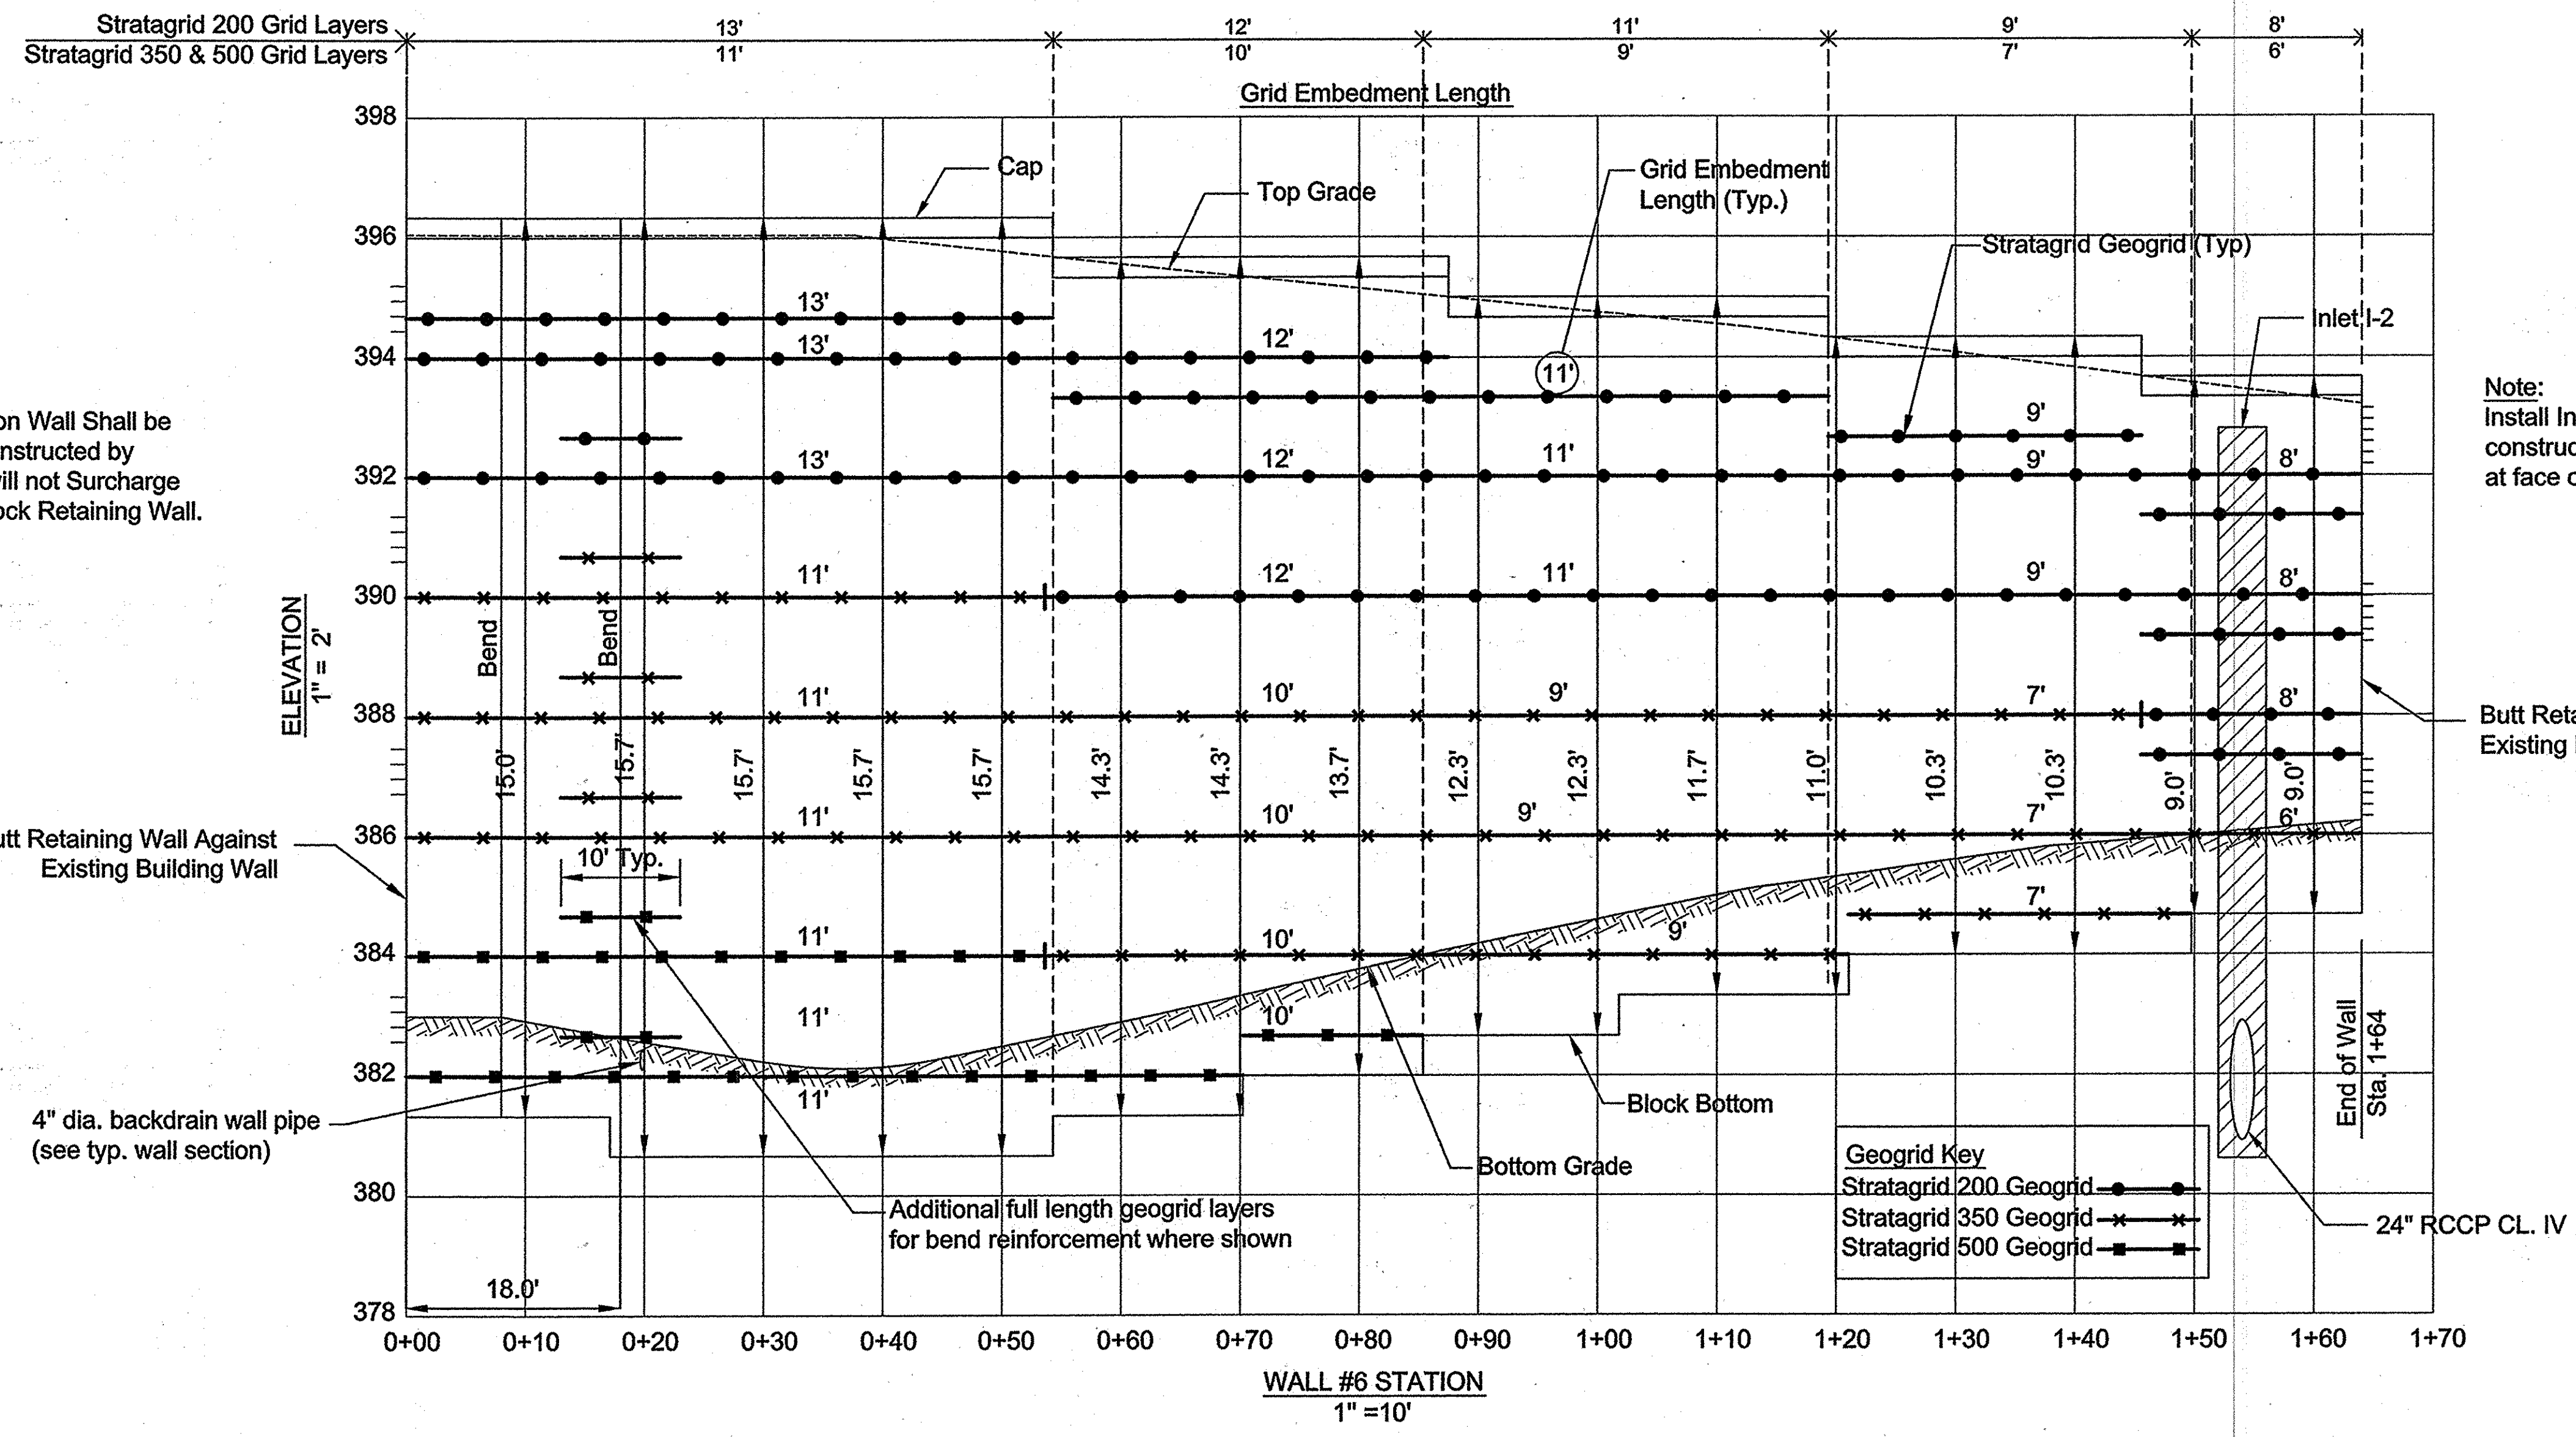 Stratagrid 200 Grid Layers
Stratagrid 350 & 500 Grid Layers
13' 12' 11' 9' 8'
11' 10' 9' 7' 6'
Grid Embedment Length
398
Cap
Top Grade
Grid Embedment
Length (Typ.)
396
Stratagrid Geogrid (Typ)
Inlet I-2
13'
394
13' 12' 11'
Note:
Install In
construc
at face o
on Wall Shall be
nstructed by
ill not Surcharge
ock Retaining Wall.
9'
392
13' 12' 11' 9' 8'
390
11' 12' 11' 9' 8'
ELEVATION
1" = 2'
Bend
Bend
388
11' 10' 9' 7' 8'
Butt Reta
Existing
15.0' 15.7' 15.7' 15.7' 15.7' 14.3' 14.3' 13.7' 12.3' 12.3' 11.7' 11.0' 10.3' 10.3' 9.0' 9.0'
386
11' 10' 9' 7' 6'
utt Retaining Wall Against
Existing Building Wall
10' Typ.
7'
384
11' 10' 9'
11' 10'
382
11'
4" dia. backdrain wall pipe
(see typ. wall section)
Block Bottom
Bottom Grade
End of Wall
Sta. 1+64
380
Additional full length geogrid layers
for bend reinforcement where shown
Geogrid Key
Stratagrid 200 Geogrid
Stratagrid 350 Geogrid
Stratagrid 500 Geogrid
24" RCCP CL. IV
18.0'
378
0+00 0+10 0+20 0+30 0+40 0+50 0+60 0+70 0+80 0+90 1+00 1+10 1+20 1+30 1+40 1+50 1+60 1+70
WALL #6 STATION
1" =10'